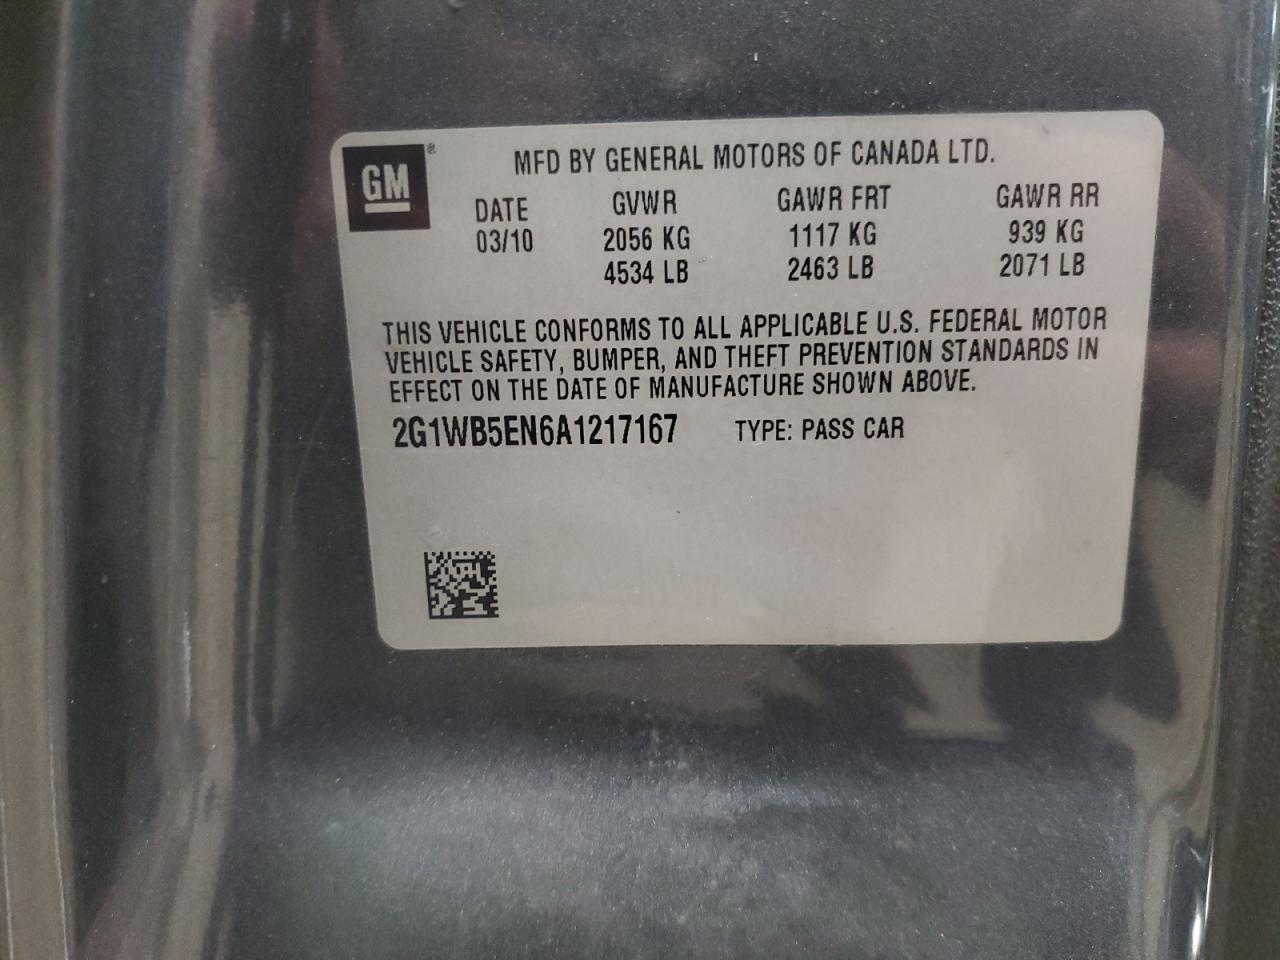 GM ®
MFD BY GENERAL MOTORS OF CANADA LTD.
DATE GVWR GAWR FRT GAWR RR
03/10 2056 KG 1117 KG 939 KG
4534 LB 2463 LB 2071 LB
THIS VEHICLE CONFORMS TO ALL APPLICABLE U.S. FEDERAL MOTOR
VEHICLE SAFETY, BUMPER, AND THEFT PREVENTION STANDARDS IN
EFFECT ON THE DATE OF MANUFACTURE SHOWN ABOVE.
2G1WB5EN6A1217167 TYPE: PASS CAR